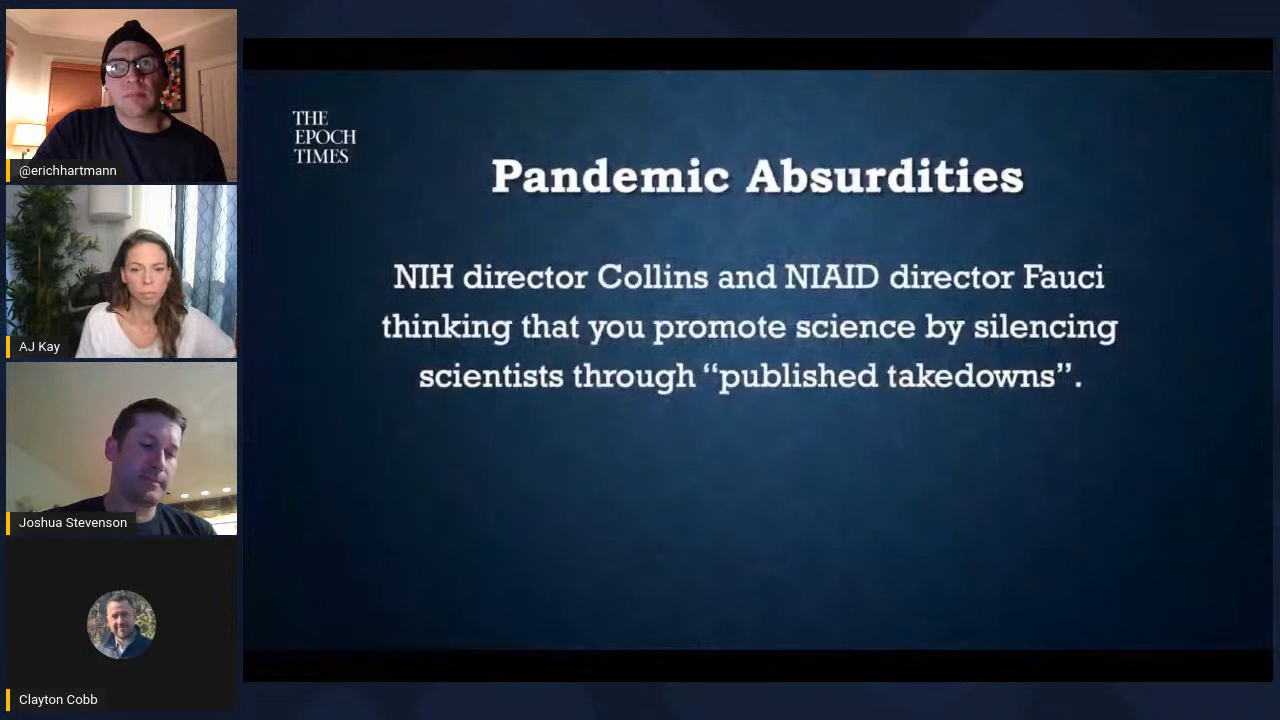 @erichhartmann
AJ Kay
Joshua Stevenson
Clayton Cobb
THE
EPOCH
TIMES
Pandemic Absurdities
NIH director Collins and NIAID director Fauci
thinking that you promote science by silencing
scientists through “published takedowns”.